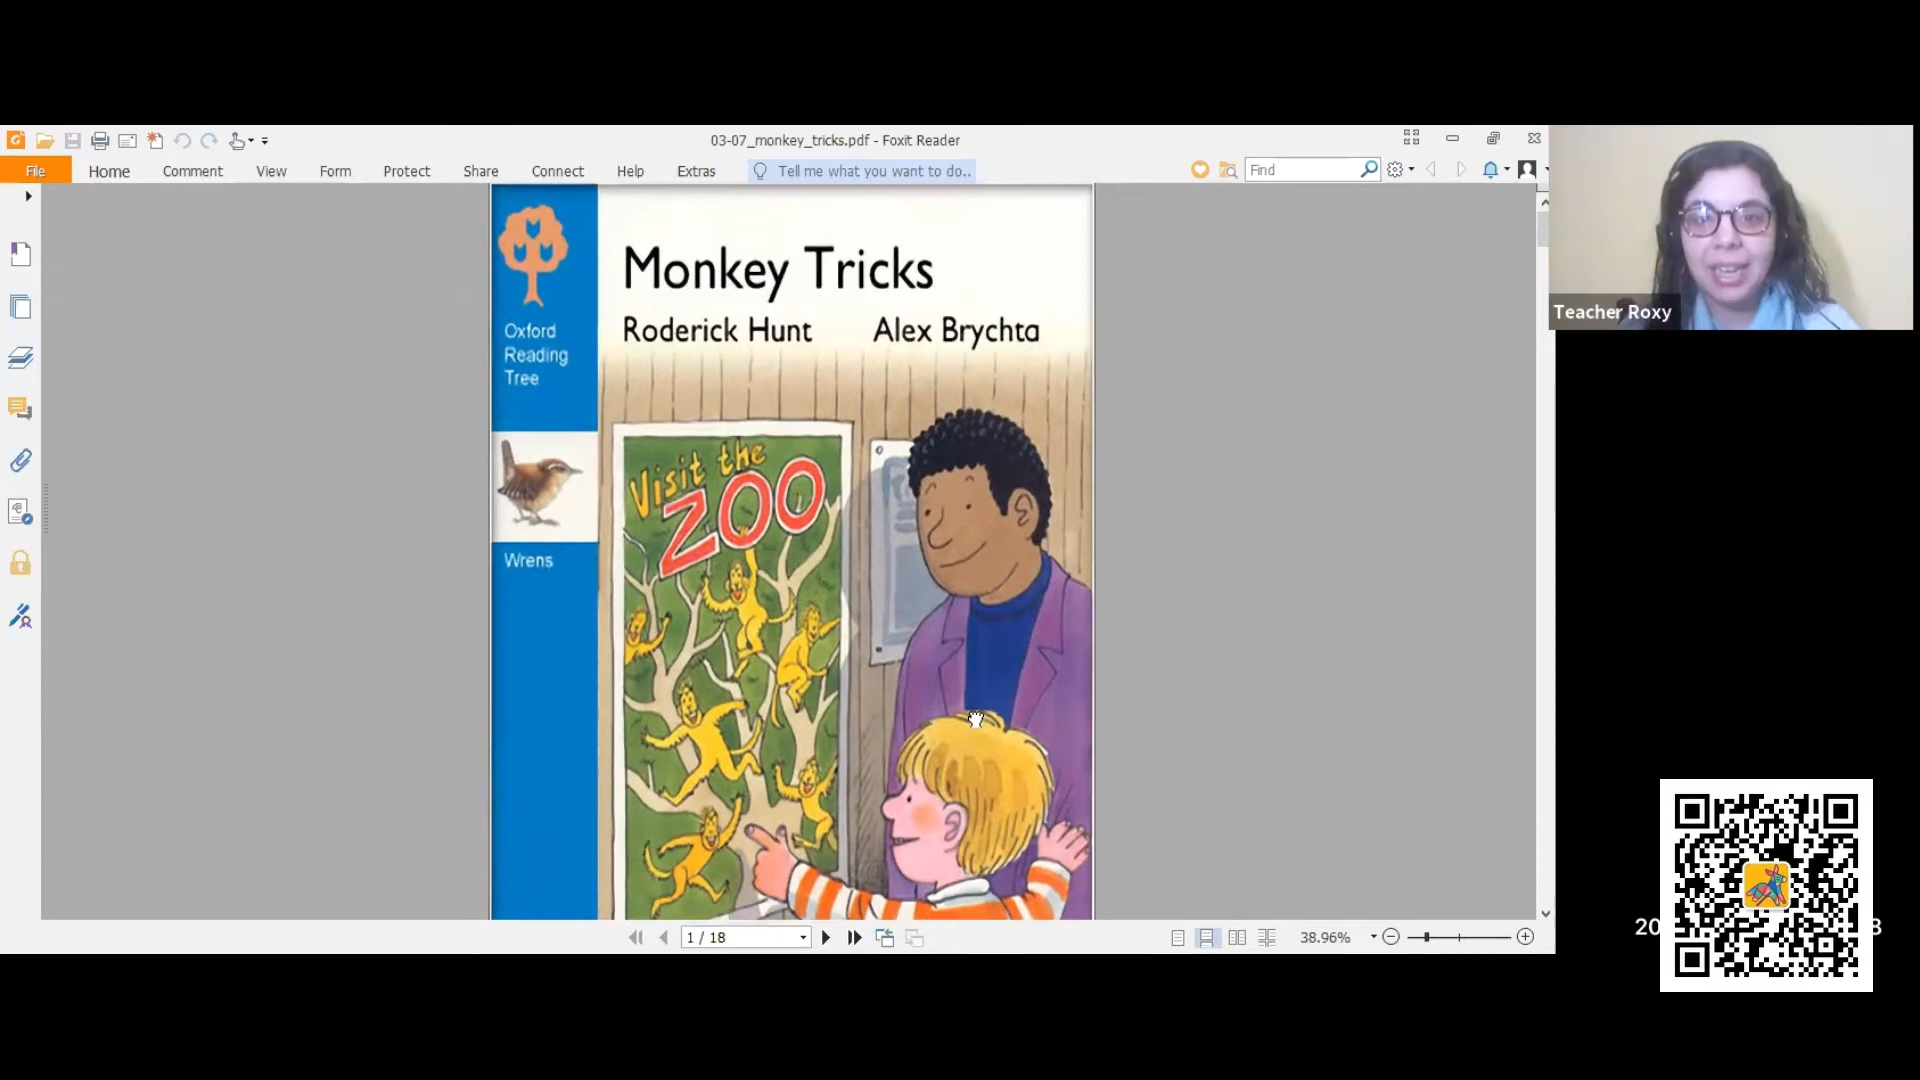 03-07_monkey_tricks.pdf - Foxit Reader
File Home Comment View Form Protect Share Connect Help Extras Tell me what you want to do.. Find
Monkey Tricks
Roderick Hunt Alex Brychta
Oxford
Reading
Tree
Wrens
Visit the
ZOO
Teacher Roxy
1 / 18
38.96%